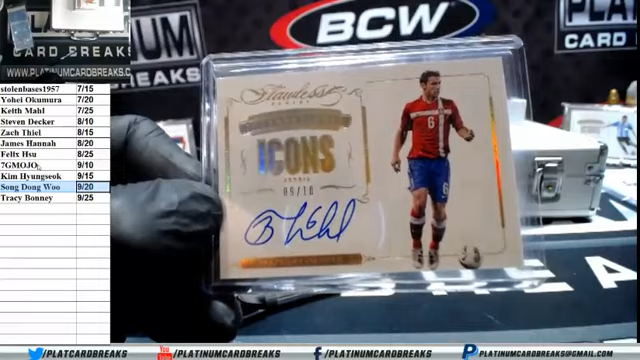 BCW
CARD BREAKS
WWW.PLATINUMCARDBREAKS
PLA
CARD BREAKS
stolenbases1957 7/15
Yohei Okumura 7/20
Keith Mahl 7/25
Steven Decker 8/10
Zach Thiel 8/15
James Hannah 8/20
Felix Hsu 8/25
7GMOJO 9/10
Kim Hyungseok 9/15
Song Dong Woo 9/20
Tracy Bonney 9/25
Flawless
ICONS
09/10
6
/PLATCARDBREAKS
You Tube /PLATINUMCARDBREAKS
/PLATINUMCARDBREAKS
/PLATINUMCARDBREAKS@GMAIL.COM